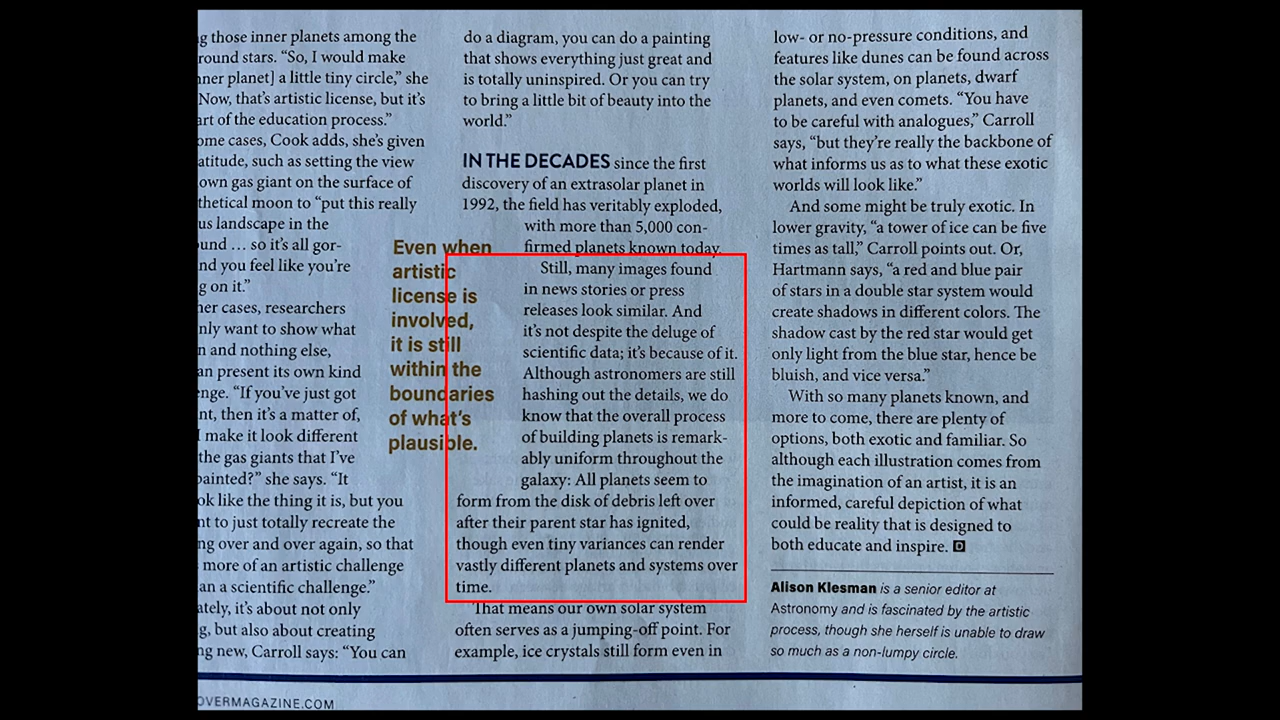 g those inner planets among the
round stars. “So, I would make
nner planet] a little tiny circle,” she
Now, that’s artistic license, but it’s
art of the education process.”
ome cases, Cook adds, she’s given
atitude, such as setting the view
own gas giant on the surface of
thetical moon to “put this really
us landscape in the
und … so it’s all gor-
nd you feel like you’re
g on it.”
her cases, researchers
nly want to show what
n and nothing else,
an present its own kind
enge. “If you’ve just got
nt, then it’s a matter of,
I make it look different
the gas giants that I’ve
painted?” she says. “It
ok like the thing it is, but you
nt to just totally recreate the
ng over and over again, so that
more of an artistic challenge
an a scientific challenge.”
ately, it’s about not only
g, but also about creating
ng new, Carroll says: “You can
Even when
artistic
license is
involved,
it is still
within the
boundaries
of what’s
plausible.
do a diagram, you can do a painting
that shows everything just great and
is totally uninspired. Or you can try
to bring a little bit of beauty into the
world.”
IN THE DECADES since the first
discovery of an extrasolar planet in
1992, the field has veritably exploded,
with more than 5,000 con-
firmed planets known today.
Still, many images found
in news stories or press
releases look similar. And
it’s not despite the deluge of
scientific data; it’s because of it.
Although astronomers are still
hashing out the details, we do
know that the overall process
of building planets is remark-
ably uniform throughout the
galaxy: All planets seem to
form from the disk of debris left over
after their parent star has ignited,
though even tiny variances can render
vastly different planets and systems over
time.
That means our own solar system
often serves as a jumping-off point. For
example, ice crystals still form even in
low- or no-pressure conditions, and
features like dunes can be found across
the solar system, on planets, dwarf
planets, and even comets. “You have
to be careful with analogues,” Carroll
says, “but they’re really the backbone of
what informs us as to what these exotic
worlds will look like.”
And some might be truly exotic. In
lower gravity, “a tower of ice can be five
times as tall,” Carroll points out. Or,
Hartmann says, “a red and blue pair
of stars in a double star system would
create shadows in different colors. The
shadow cast by the red star would get
only light from the blue star, hence be
bluish, and vice versa.”
With so many planets known, and
more to come, there are plenty of
options, both exotic and familiar. So
although each illustration comes from
the imagination of an artist, it is an
informed, careful depiction of what
could be reality that is designed to
both educate and inspire. D
Alison Klesman is a senior editor at
Astronomy and is fascinated by the artistic
process, though she herself is unable to draw
so much as a non-lumpy circle.
OVERMAGAZINE.COM